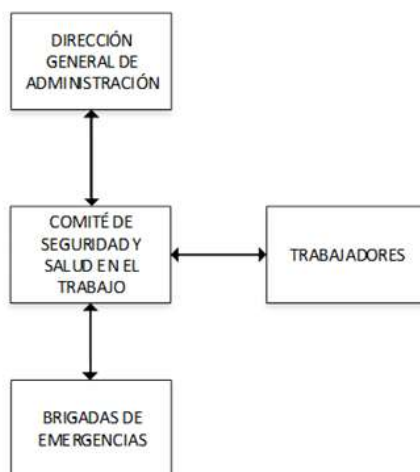 DIRECCIÓN
GENERAL DE
ADMINISTRACIÓN
COMITÉ DE
SEGURIDAD Y
SALUD EN EL
TRABAJO
TRABAJADORES
BRIGADAS DE
EMERGENCIAS